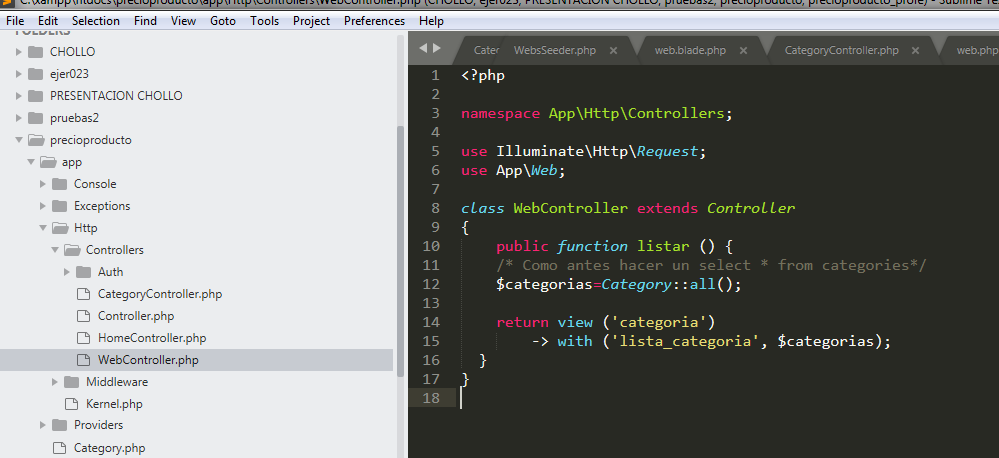 C:\xampp\htdocs\precioproducto\app\Http\Controllers\WebController.php (CHOLLO, ejer023, PRESENTACION CHOLLO, pruebas2, precioproducto, precioproducto_profe) - Sublime Te
File Edit Selection Find View Goto Tools Project Preferences Help
FOLDERS
CHOLLO
ejer023
PRESENTACION CHOLLO
pruebas2
precioproducto
app
Console
Exceptions
Http
Controllers
Auth
CategoryController.php
Controller.php
HomeController.php
WebController.php
Middleware
Kernel.php
Providers
Category.php
Cate WebsSeeder.php × web.blade.php × CategoryController.php × web.php
1 <?php
2
3 namespace App\Http\Controllers;
4
5 use Illuminate\Http\Request;
6 use App\Web;
7
8 class WebController extends Controller
9 {
10 public function listar () {
11 /* Como antes hacer un select * from categories*/
12 $categorias=Category::all();
13
14 return view ('categoria')
15 -> with ('lista_categoria', $categorias);
16 }
17 }
18